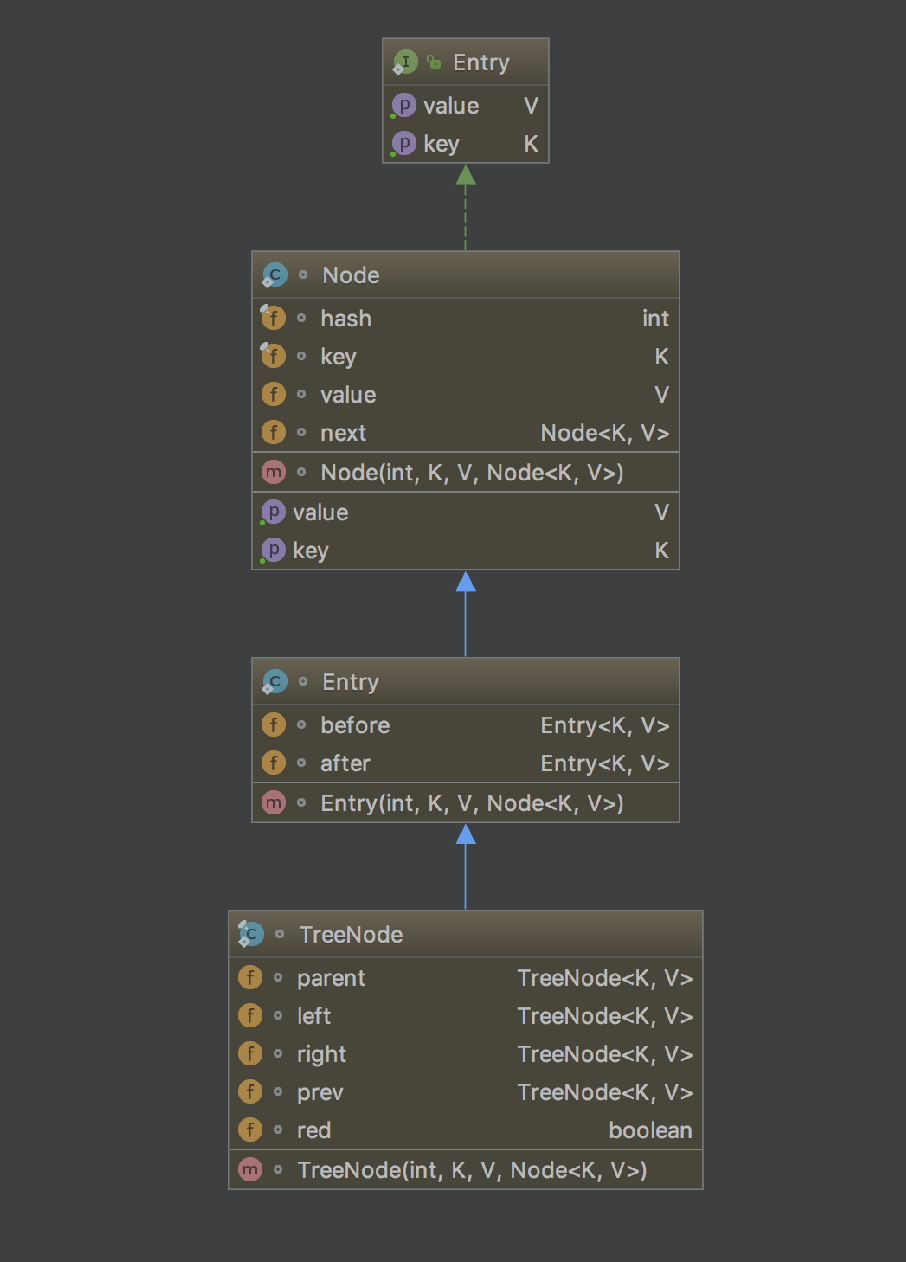 I Entry
p value V
p key K
C Node
f hash int
f key K
f value V
f next Node<K, V>
m Node(int, K, V, Node<K, V>)
p value V
p key K
C Entry
f before Entry<K, V>
f after Entry<K, V>
m Entry(int, K, V, Node<K, V>)
C TreeNode
f parent TreeNode<K, V>
f left TreeNode<K, V>
f right TreeNode<K, V>
f prev TreeNode<K, V>
f red boolean
m TreeNode(int, K, V, Node<K, V>)